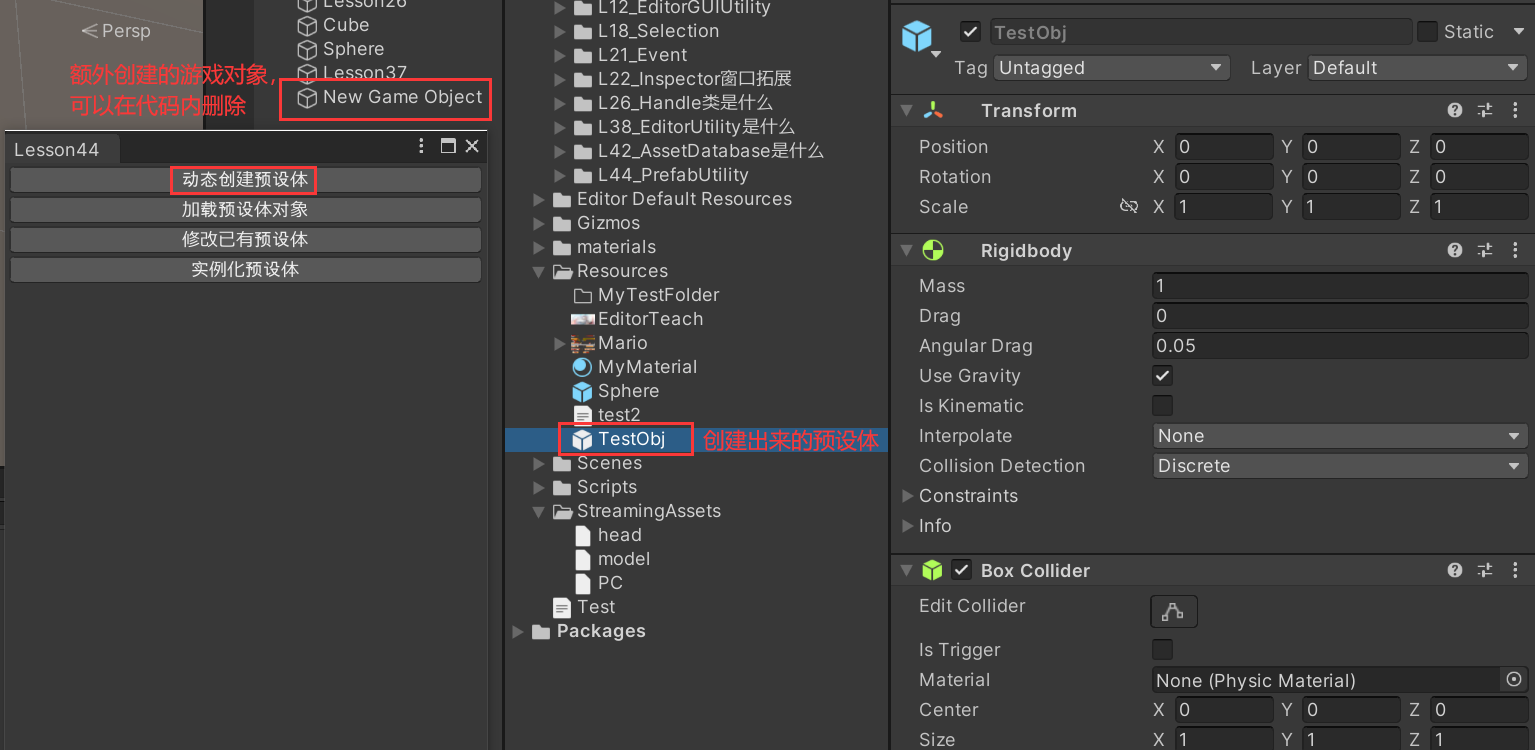 Persp
额外创建的游戏对象，
可以在代码内删除
Lesson26
Cube
Sphere
Lesson37
New Game Object
Lesson44
动态创建预设体
加载预设体对象
修改已有预设体
实例化预设体
L12_EditorGUIUtility
L18_Selection
L21_Event
L22_Inspector窗口拓展
L26_Handle类是什么
L38_EditorUtility是什么
L42_AssetDatabase是什么
L44_PrefabUtility
Editor Default Resources
Gizmos
materials
Resources
MyTestFolder
EditorTeach
Mario
MyMaterial
Sphere
test2
TestObj 创建出来的预设体
Scenes
Scripts
StreamingAssets
head
model
PC
Test
Packages
TestObj Static
Tag Untagged Layer Default
Transform
Position X 0 Y 0 Z 0
Rotation X 0 Y 0 Z 0
Scale X 1 Y 1 Z 1
Rigidbody
Mass 1
Drag 0
Angular Drag 0.05
Use Gravity
Is Kinematic
Interpolate None
Collision Detection Discrete
Constraints
Info
Box Collider
Edit Collider
Is Trigger
Material None (Physic Material)
Center X 0 Y 0 Z 0
Size X 1 Y 1 Z 1